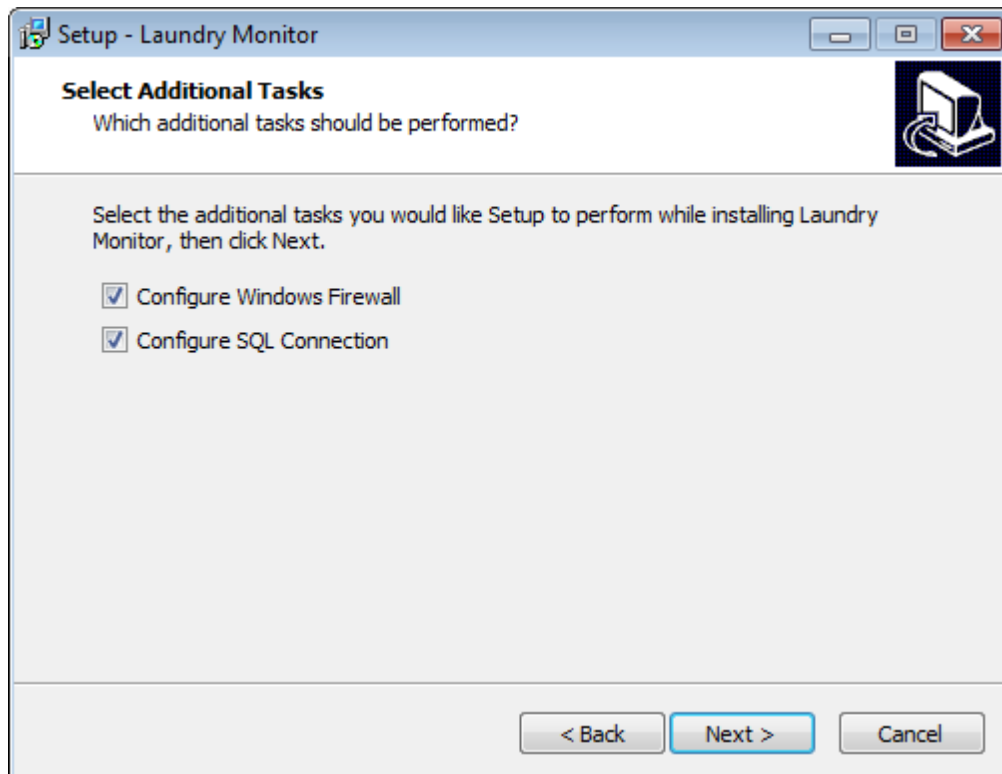 Setup - Laundry Monitor
Select Additional Tasks
Which additional tasks should be performed?
Select the additional tasks you would like Setup to perform while installing Laundry
Monitor, then click Next.
Configure Windows Firewall
Configure SQL Connection
< Back Next > Cancel